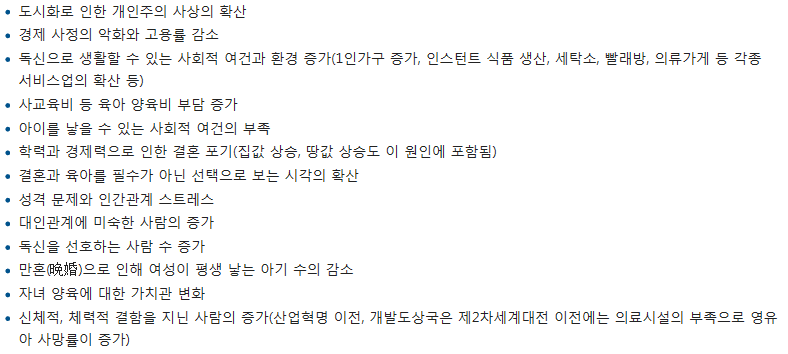 도시화로 인한 개인주의 사상의 확산
경제 사정의 악화와 고용률 감소
독신으로 생활할 수 있는 사회적 여건과 환경 증가(1인가구 증가, 인스턴트 식품 생산, 세탁소, 빨래방, 의류가게 등 각종
서비스업의 확산 등)
사교육비 등 육아 양육비 부담 증가
아이를 낳을 수 있는 사회적 여건의 부족
학력과 경제력으로 인한 결혼 포기(집값 상승, 땅값 상승도 이 원인에 포함됨)
결혼과 육아를 필수가 아닌 선택으로 보는 시각의 확산
성격 문제와 인간관계 스트레스
대인관계에 미숙한 사람의 증가
독신을 선호하는 사람 수 증가
만혼(晩婚)으로 인해 여성이 평생 낳는 아기 수의 감소
자녀 양육에 대한 가치관 변화
신체적, 체력적 결함을 지닌 사람의 증가(산업혁명 이전, 개발도상국은 제2차세계대전 이전에는 의료시설의 부족으로 영유
아 사망률이 증가)